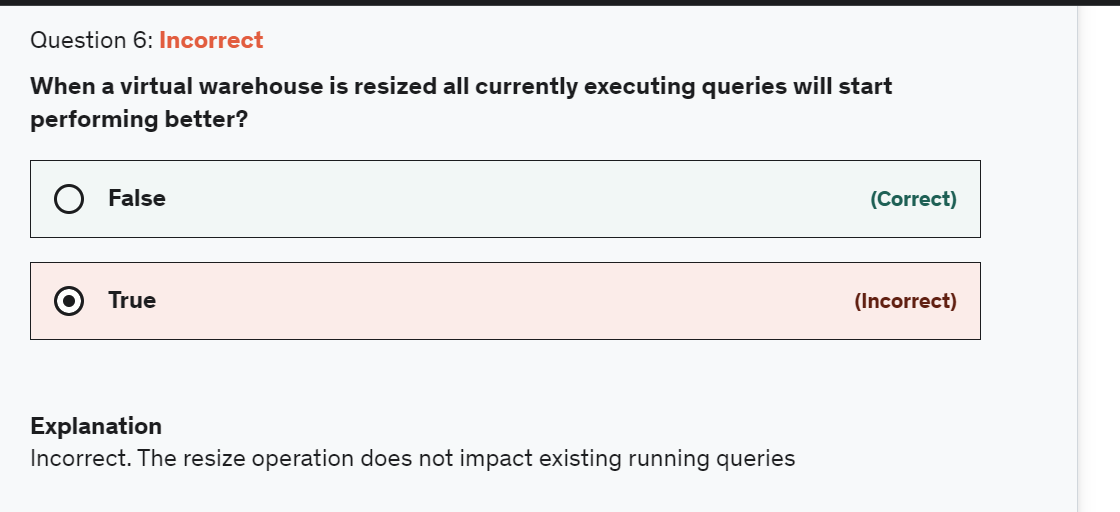 Question 6: Incorrect
When a virtual warehouse is resized all currently executing queries will start
performing better?
False (Correct)
True (Incorrect)
Explanation
Incorrect. The resize operation does not impact existing running queries